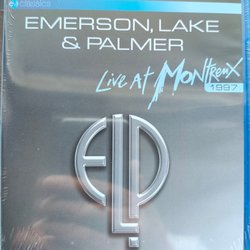 classics
EMERSON, LAKE
& PALMER
Live At Montreux
1997
ELP